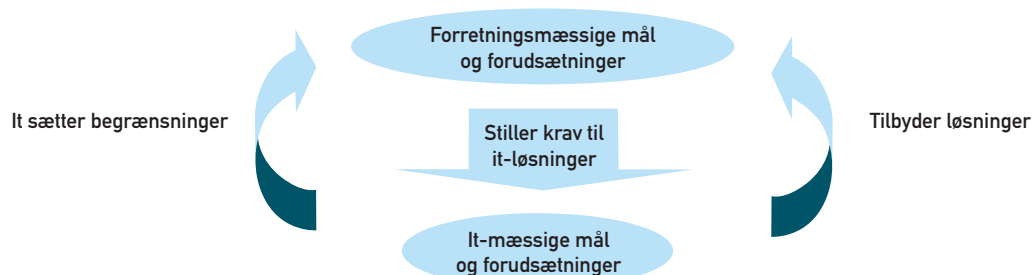 Forretningsmæssige mål
og forudsætninger
It sætter begrænsninger
Stiller krav til
it-løsninger
Tilbyder løsninger
It-mæssige mål
og forudsætninger